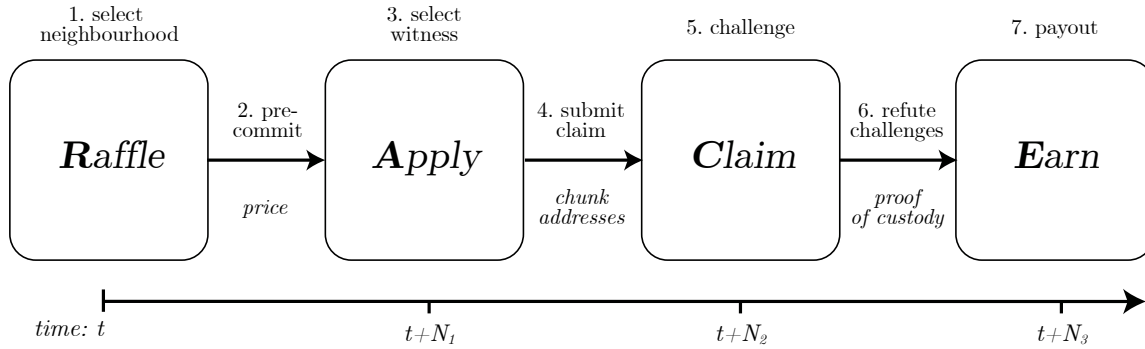 1. select
neighbourhood
3. select
witness
5. challenge
7. payout
Raffle
2. pre-
commit
price
Apply
4. submit
claim
chunk
addresses
Claim
6. refute
challenges
proof
of custody
Earn
time: t
t+N₁
t+N₂
t+N₃